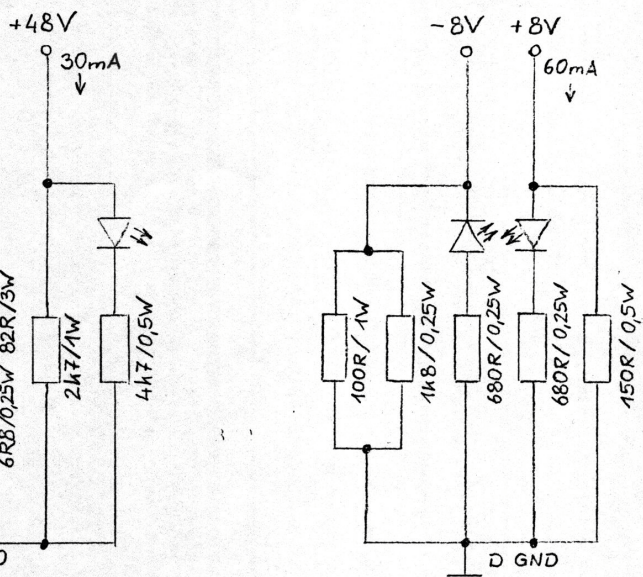 +48V
30mA
-8V
+8V
60mA
6R8/0,25W
82R/3W
2k7/1W
4k7/0,5W
100R/1W
1k8/0,25W
680R/0,25W
680R/0,25W
150R/0,5W
D GND